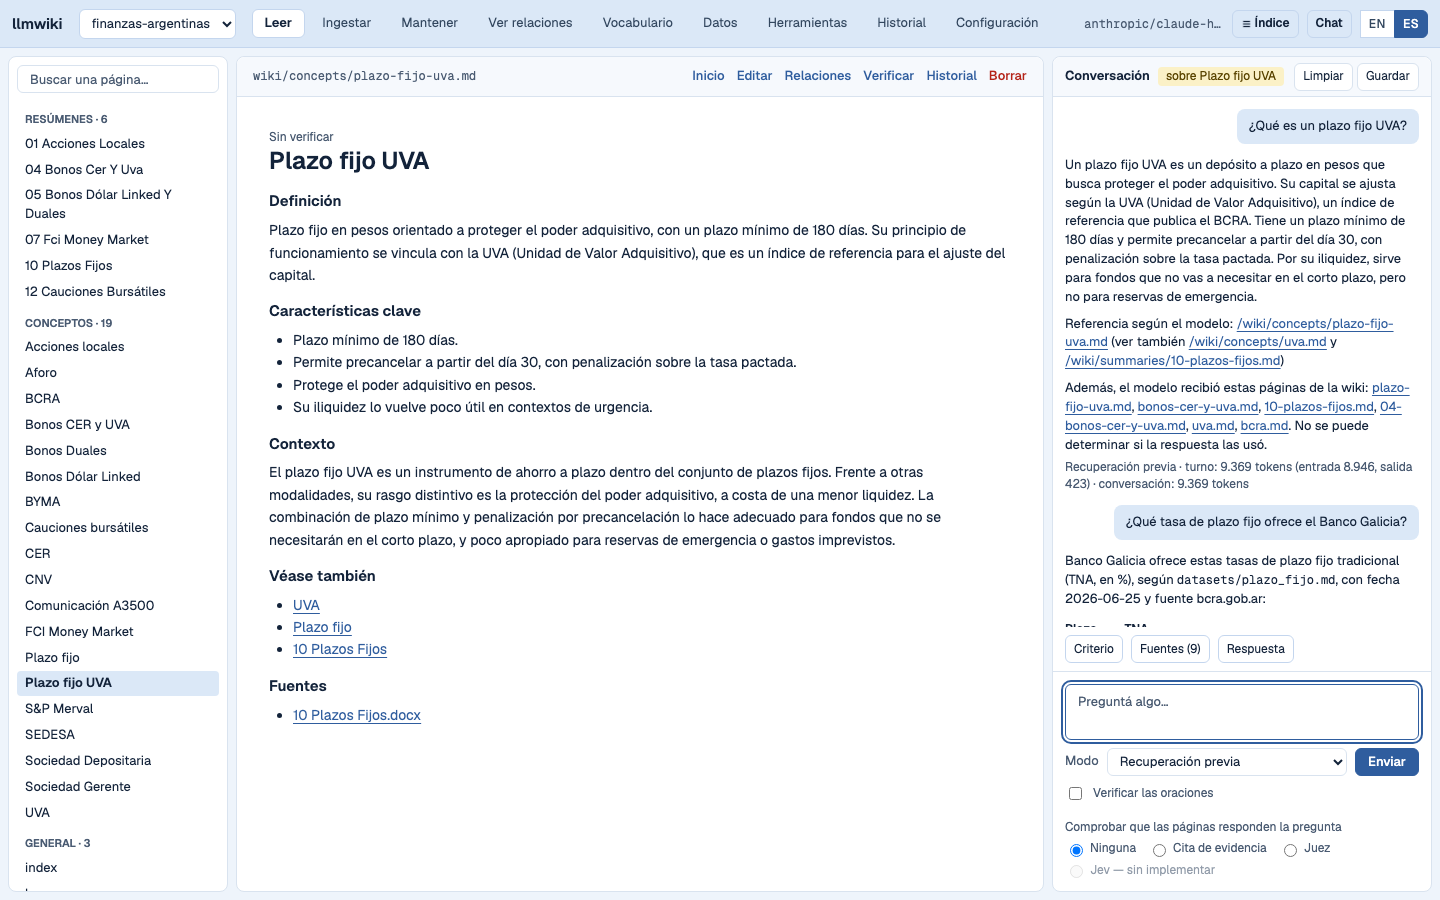 llmwiki
finanzas-argentinas
Leer
Ingestar
Mantener
Ver relaciones
Vocabulario
Datos
Herramientas
Historial
Configuración
anthropic/claude-h…
≡ Índice
Chat
EN
ES
Buscar una página…
RESÚMENES · 6
01 Acciones Locales
04 Bonos Cer Y Uva
05 Bonos Dólar Linked Y
Duales
07 Fci Money Market
10 Plazos Fijos
12 Cauciones Bursátiles
CONCEPTOS · 19
Acciones locales
Aforo
BCRA
Bonos CER y UVA
Bonos Duales
Bonos Dólar Linked
BYMA
Cauciones bursátiles
CER
CNV
Comunicación A3500
FCI Money Market
Plazo fijo
Plazo fijo UVA
S&P Merval
SEDESA
Sociedad Depositaria
Sociedad Gerente
UVA
GENERAL · 3
index
wiki/concepts/plazo-fijo-uva.md
Inicio
Editar
Relaciones
Verificar
Historial
Borrar
Sin verificar
Plazo fijo UVA
Definición
Plazo fijo en pesos orientado a proteger el poder adquisitivo, con un plazo mínimo de 180 días. Su principio de
funcionamiento se vincula con la UVA (Unidad de Valor Adquisitivo), que es un índice de referencia para el ajuste del
capital.
Características clave
• Plazo mínimo de 180 días.
• Permite precancelar a partir del día 30, con penalización sobre la tasa pactada.
• Protege el poder adquisitivo en pesos.
• Su iliquidez lo vuelve poco útil en contextos de urgencia.
Contexto
El plazo fijo UVA es un instrumento de ahorro a plazo dentro del conjunto de plazos fijos. Frente a otras
modalidades, su rasgo distintivo es la protección del poder adquisitivo, a costa de una menor liquidez. La
combinación de plazo mínimo y penalización por precancelación lo hace adecuado para fondos que no se
necesitarán en el corto plazo, y poco apropiado para reservas de emergencia o gastos imprevistos.
Véase también
• UVA
• Plazo fijo
• 10 Plazos Fijos
Fuentes
• 10 Plazos Fijos.docx
Conversación
sobre Plazo fijo UVA
Limpiar
Guardar
¿Qué es un plazo fijo UVA?
Un plazo fijo UVA es un depósito a plazo en pesos que
busca proteger el poder adquisitivo. Su capital se ajusta
según la UVA (Unidad de Valor Adquisitivo), un índice de
referencia que publica el BCRA. Tiene un plazo mínimo de
180 días y permite precancelar a partir del día 30, con
penalización sobre la tasa pactada. Por su iliquidez, sirve
para fondos que no vas a necesitar en el corto plazo, pero
no para reservas de emergencia.
Referencia según el modelo: /wiki/concepts/plazo-fijo-
uva.md (ver también /wiki/concepts/uva.md y
/wiki/summaries/10-plazos-fijos.md)
Además, el modelo recibió estas páginas de la wiki: plazo-
fijo-uva.md, bonos-cer-y-uva.md, 10-plazos-fijos.md, 04-
bonos-cer-y-uva.md, uva.md, bcra.md. No se puede
determinar si la respuesta las usó.
Recuperación previa · turno: 9.369 tokens (entrada 8.946, salida
423) · conversación: 9.369 tokens
¿Qué tasa de plazo fijo ofrece el Banco Galicia?
Banco Galicia ofrece estas tasas de plazo fijo tradicional
(TNA, en %), según datasets/plazo_fijo.md, con fecha
2026-06-25 y fuente bcra.gob.ar:
Plazo TNA
Criterio
Fuentes (9)
Respuesta
Preguntá algo…
Modo
Recuperación previa
Enviar
Verificar las oraciones
Comprobar que las páginas responden la pregunta
Ninguna
Cita de evidencia
Juez
Jev — sin implementar